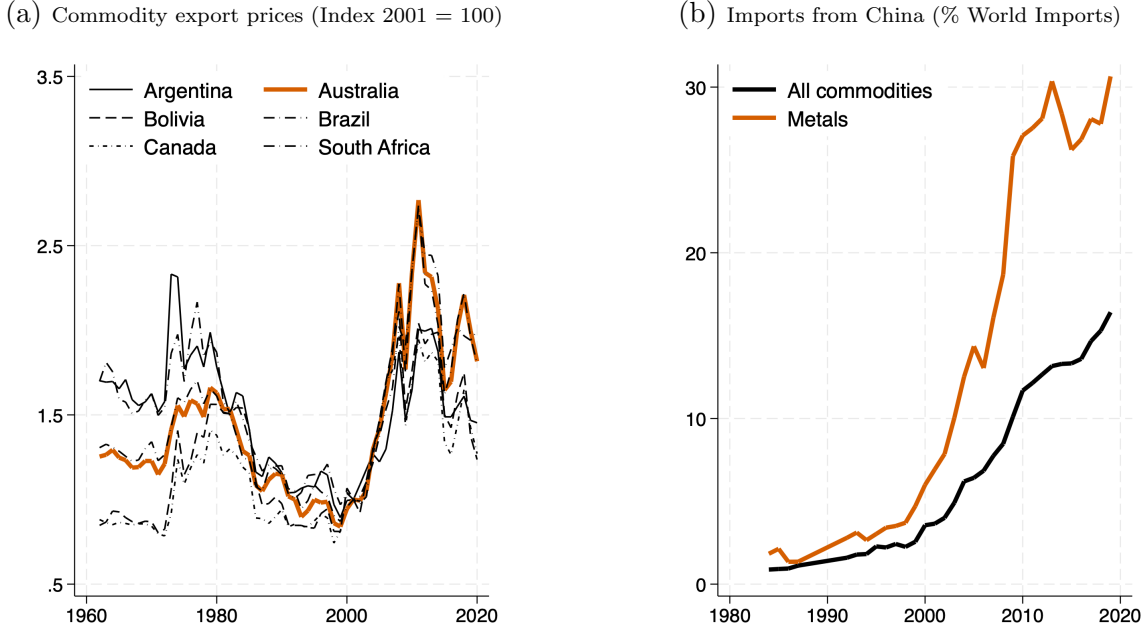 (a) Commodity export prices (Index 2001 = 100)
3.5
2.5
1.5
.5
Argentina
Australia
Bolivia
Brazil
Canada
South Africa
1960
1980
2000
2020
(b) Imports from China (% World Imports)
30
20
10
0
All commodities
Metals
1980
1990
2000
2010
2020